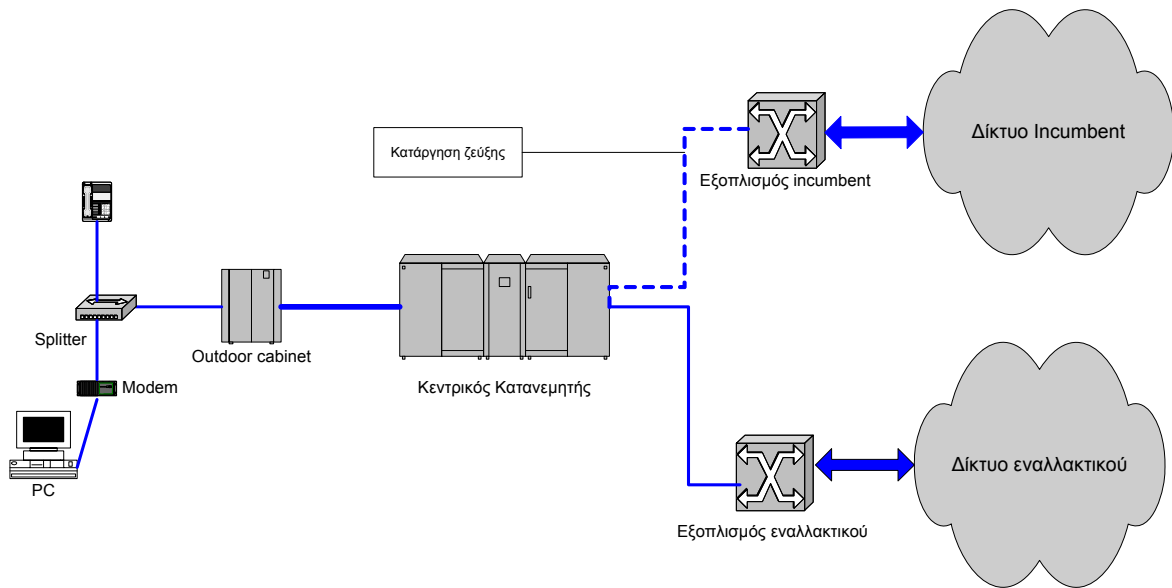 Δίκτυο Incumbent
Κατάργηση ζεύξης
Εξοπλισμός incumbent
Splitter
Outdoor cabinet
Modem
Κεντρικός Κατανεμητής
PC
Δίκτυο εναλλακτικού
Εξοπλισμός εναλλακτικού